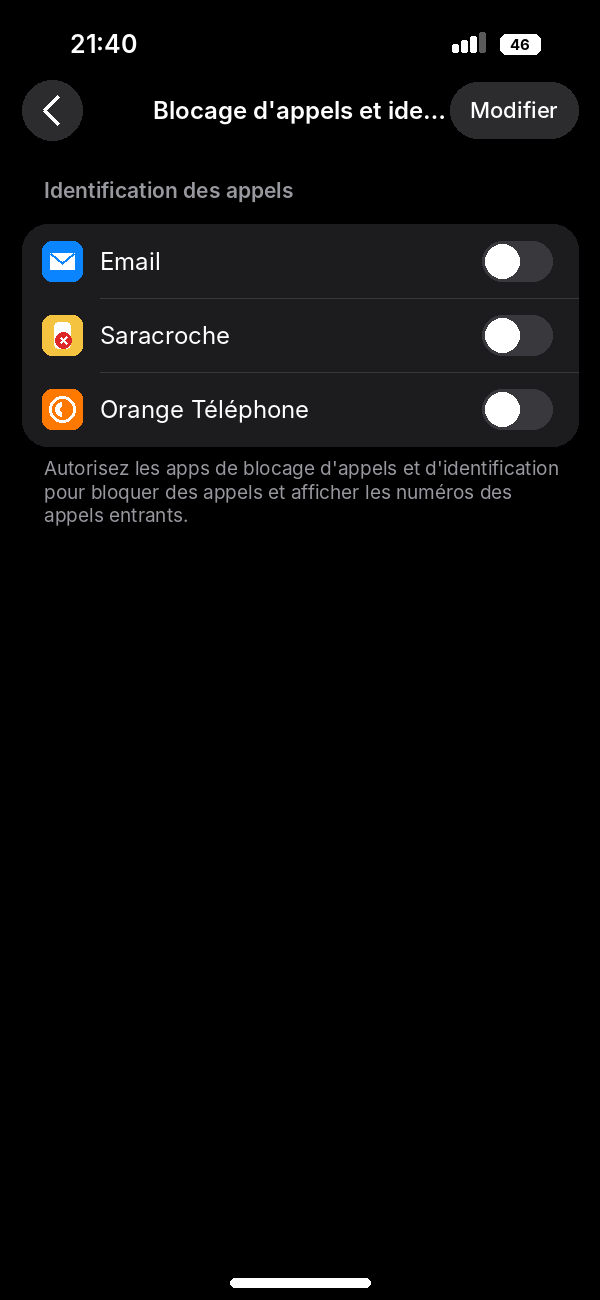 21:40
46
Blocage d'appels et ide...
Modifier
Identification des appels
Email
Saracroche
Orange Téléphone
Autorisez les apps de blocage d'appels et d'identification
pour bloquer des appels et afficher les numéros des
appels entrants.